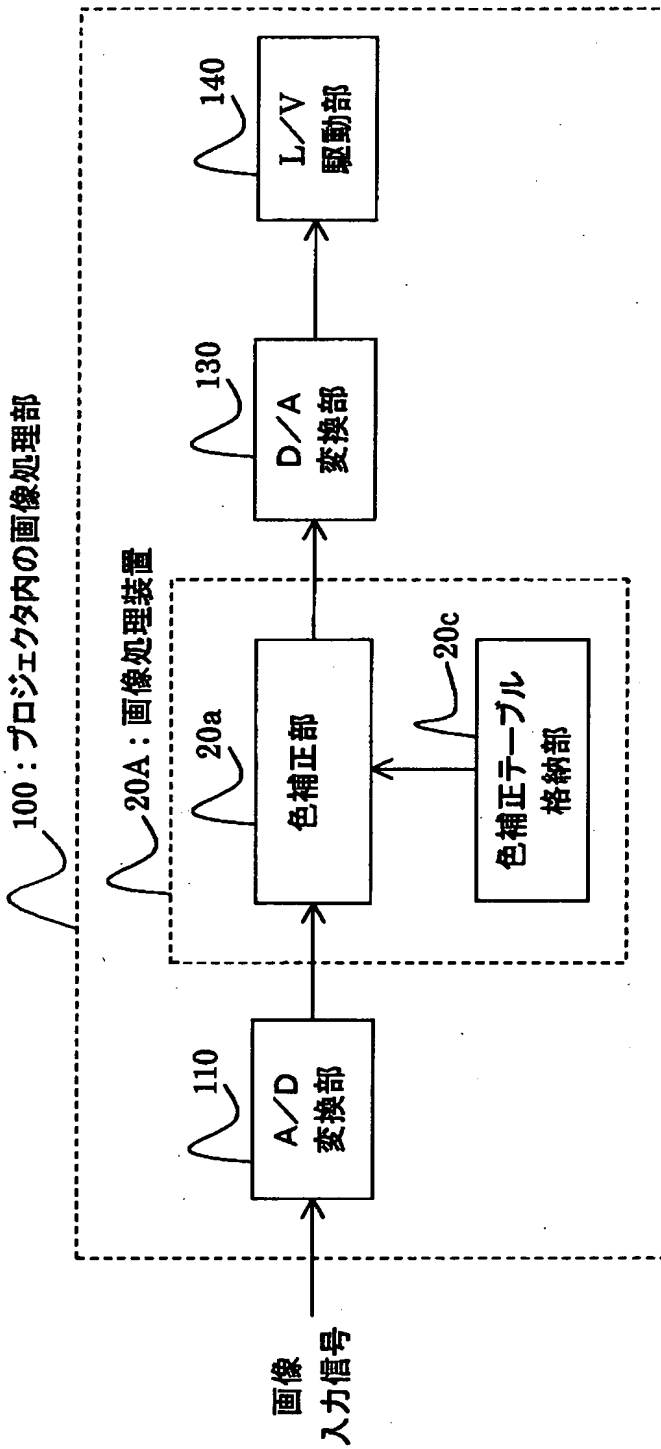 100：プロジェクタ内の画像処理部
20A：画像処理装置
画像
入力信号
110
A／D
変換部
20a
色補正部
20c
色補正テーブル
格納部
130
D／A
変換部
140
L／V
駆動部